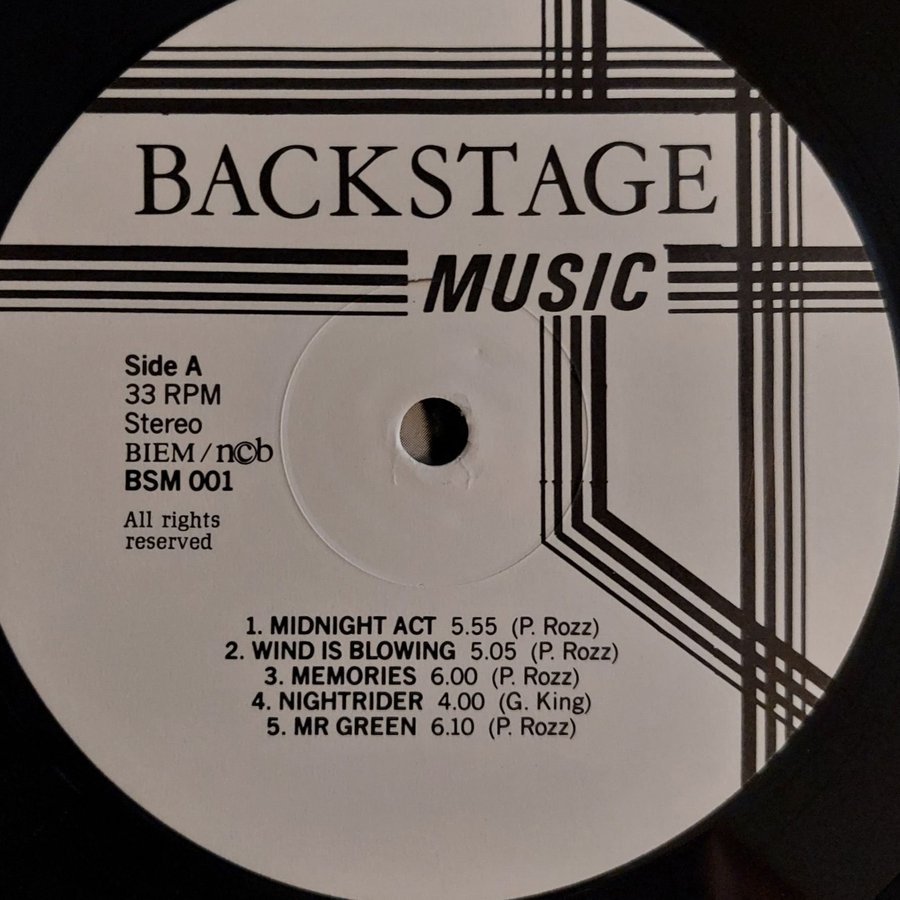 BACKSTAGE
MUSIC
Side A
33 RPM
Stereo
BIEM / n©b
BSM 001
All rights
reserved
1. MIDNIGHT ACT 5.55 (P. Rozz)
2. WIND IS BLOWING 5.05 (P. Rozz)
3. MEMORIES 6.00 (P. Rozz)
4. NIGHTRIDER 4.00 (G. King)
5. MR GREEN 6.10 (P. Rozz)